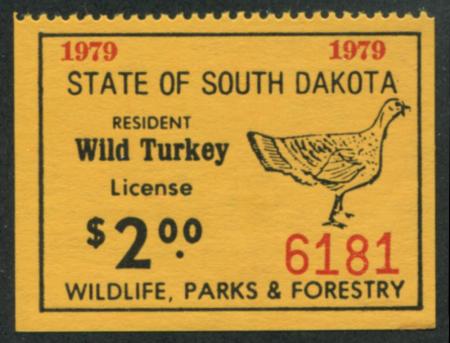 1979 1979
STATE OF SOUTH DAKOTA
RESIDENT
Wild Turkey
License
$2.00
6181
WILDLIFE, PARKS & FORESTRY